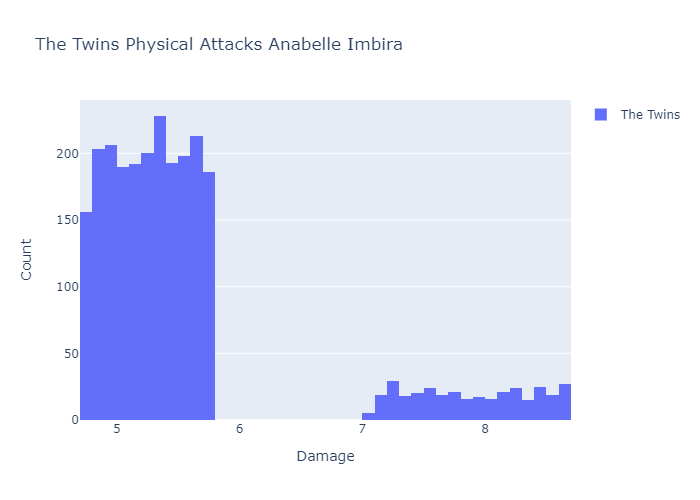 The Twins Physical Attacks Anabelle Imbira
The Twins
200
150
100
50
0
5 6 7 8
Count
Damage